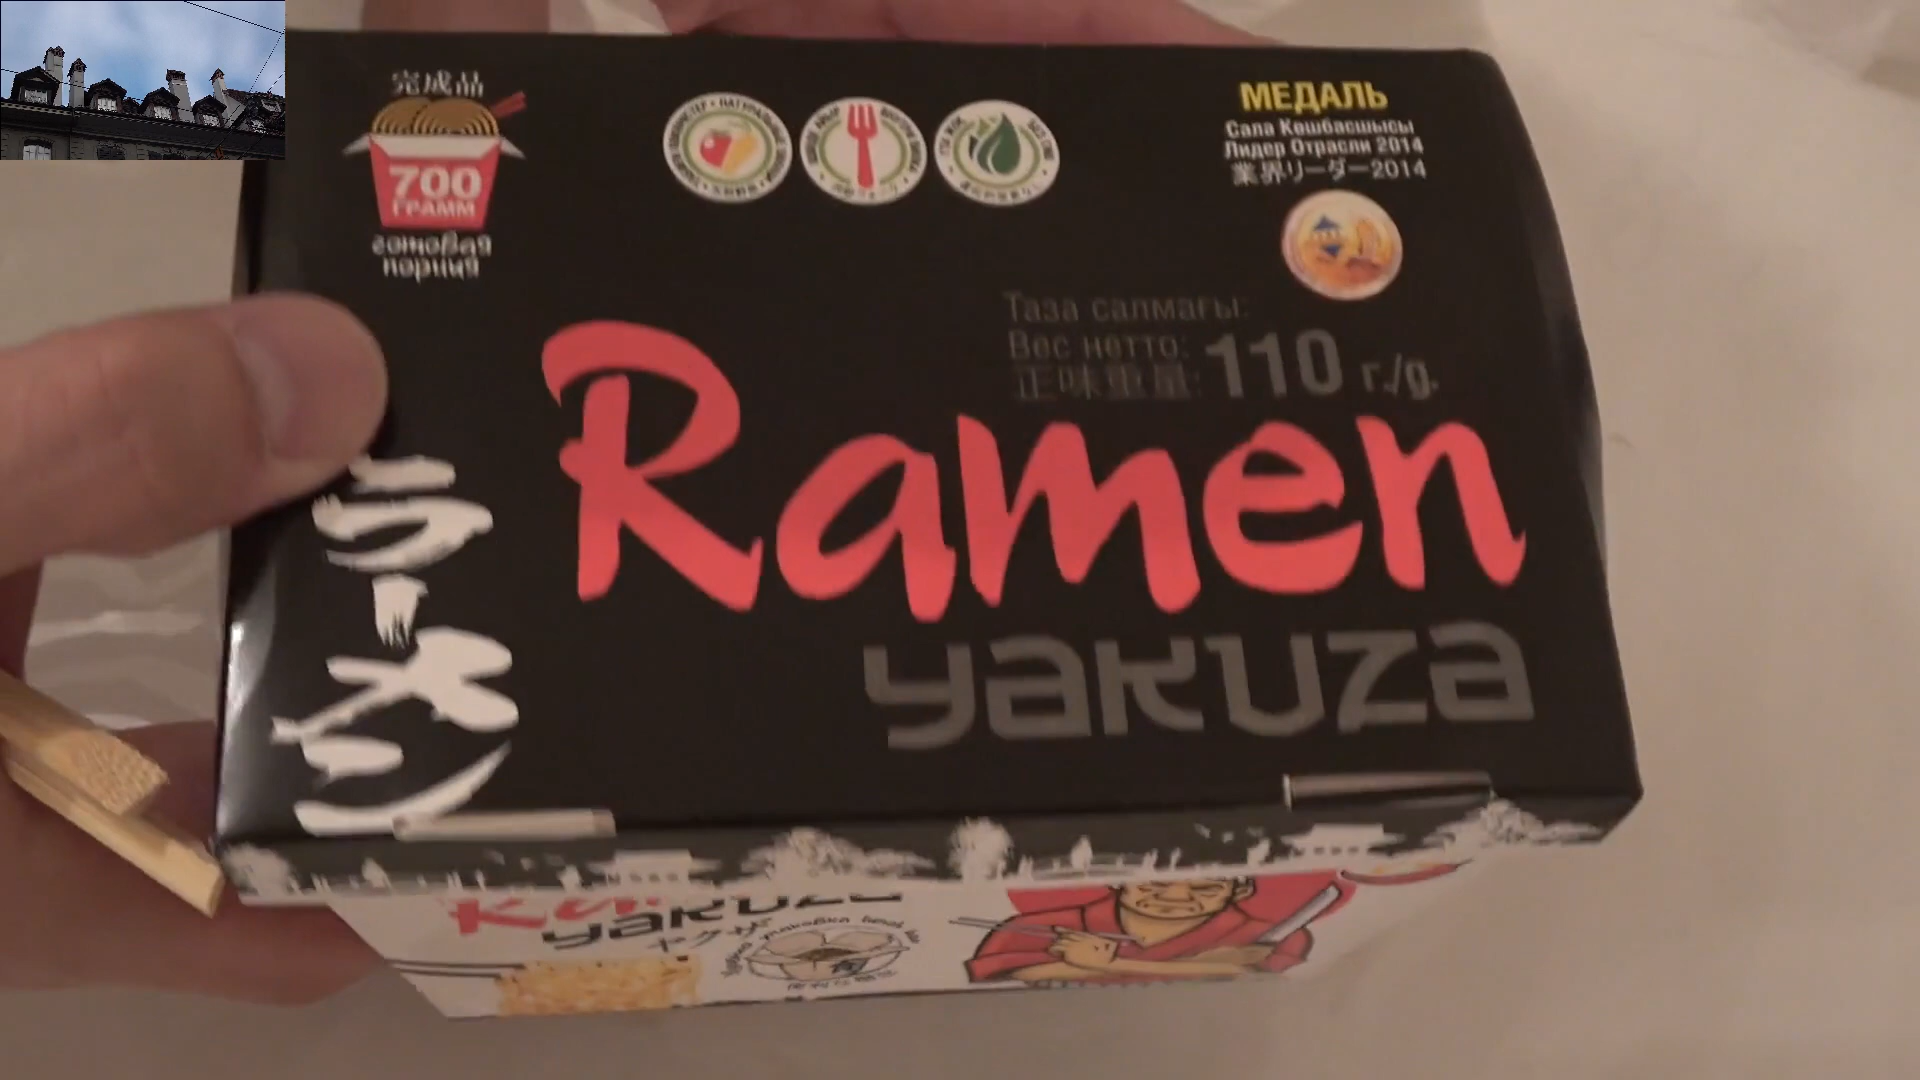 完成品
700
ГРАММ
готовая
порция
МЕДАЛЬ
Сала Көшбасшысы
Лидер Отрасли 2014
業界リーダー2014
Таза салмағы:
Вес нетто:
正味重量:
110 г./g.
Ramen
yakuza
ラーメン
yakuza
ヤクザ